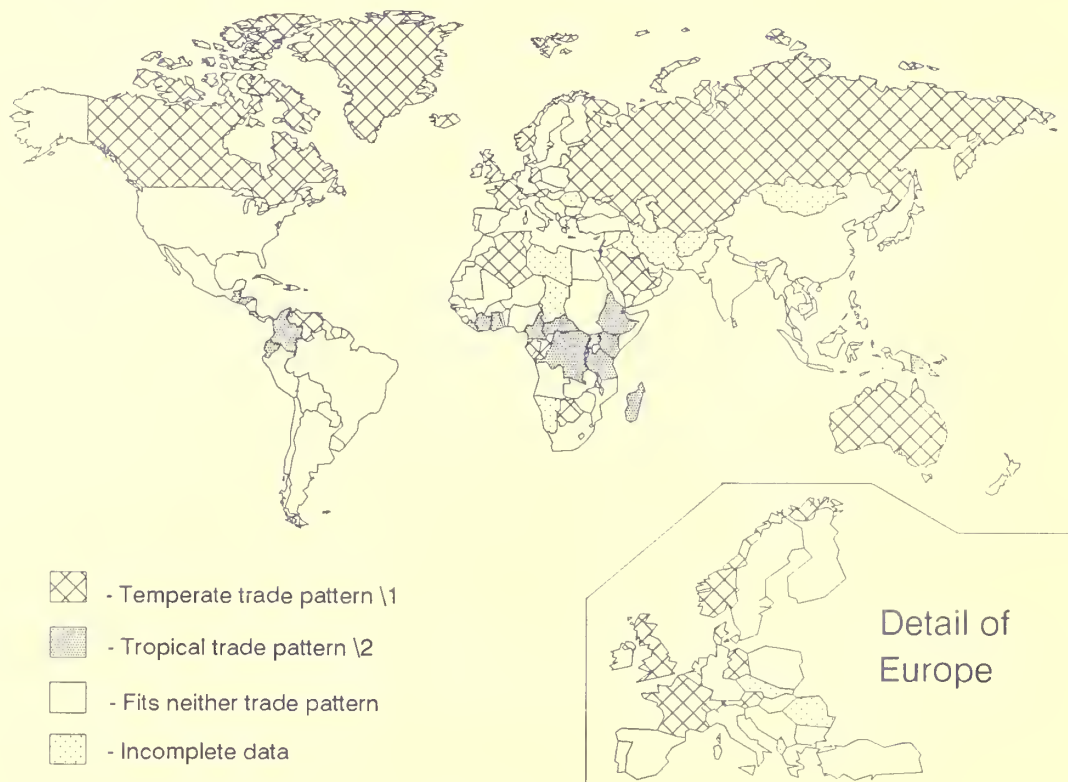 - Temperate trade pattern \1
- Tropical trade pattern \2
- Fits neither trade pattern
- Incomplete data
Detail of
Europe